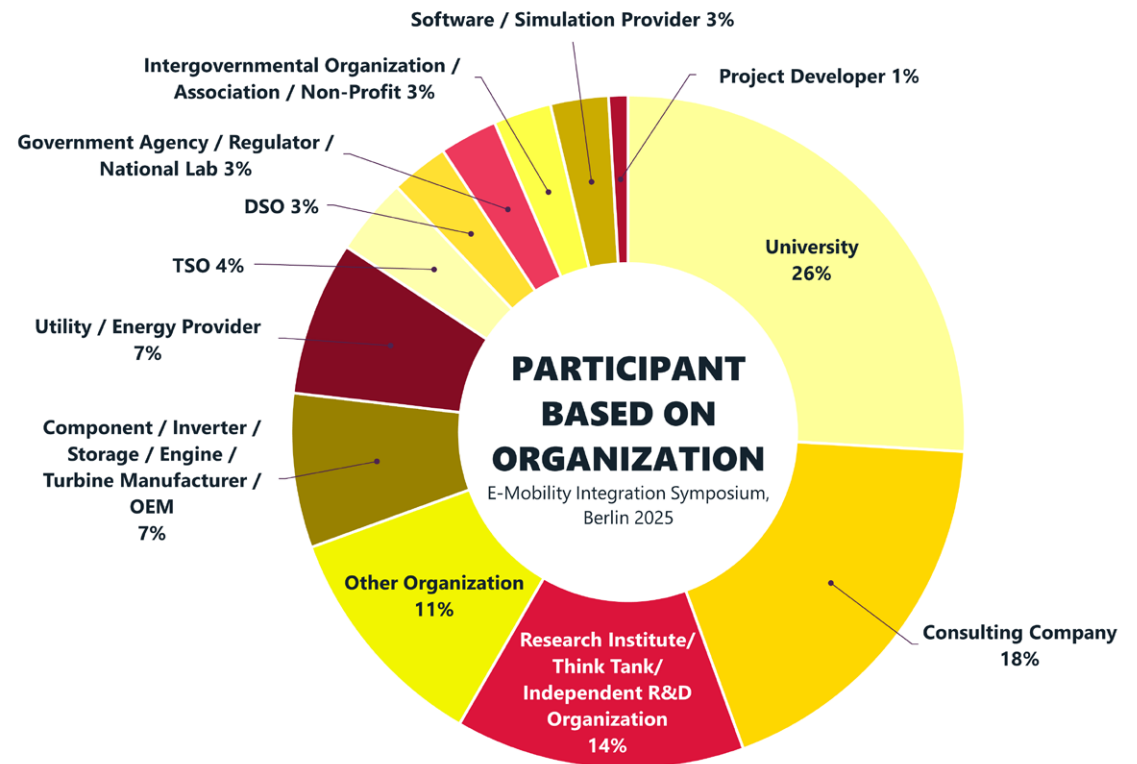 Software / Simulation Provider 3%
Project Developer 1%
Intergovernmental Organization /
Association / Non-Profit 3%
Government Agency / Regulator /
National Lab 3%
DSO 3%
TSO 4%
Utility / Energy Provider
7%
Component / Inverter /
Storage / Engine /
Turbine Manufacturer /
OEM
7%
Other Organization
11%
Research Institute/
Think Tank/
Independent R&D
Organization
14%
Consulting Company
18%
University
26%
PARTICIPANT
BASED ON
ORGANIZATION
E-Mobility Integration Symposium,
Berlin 2025